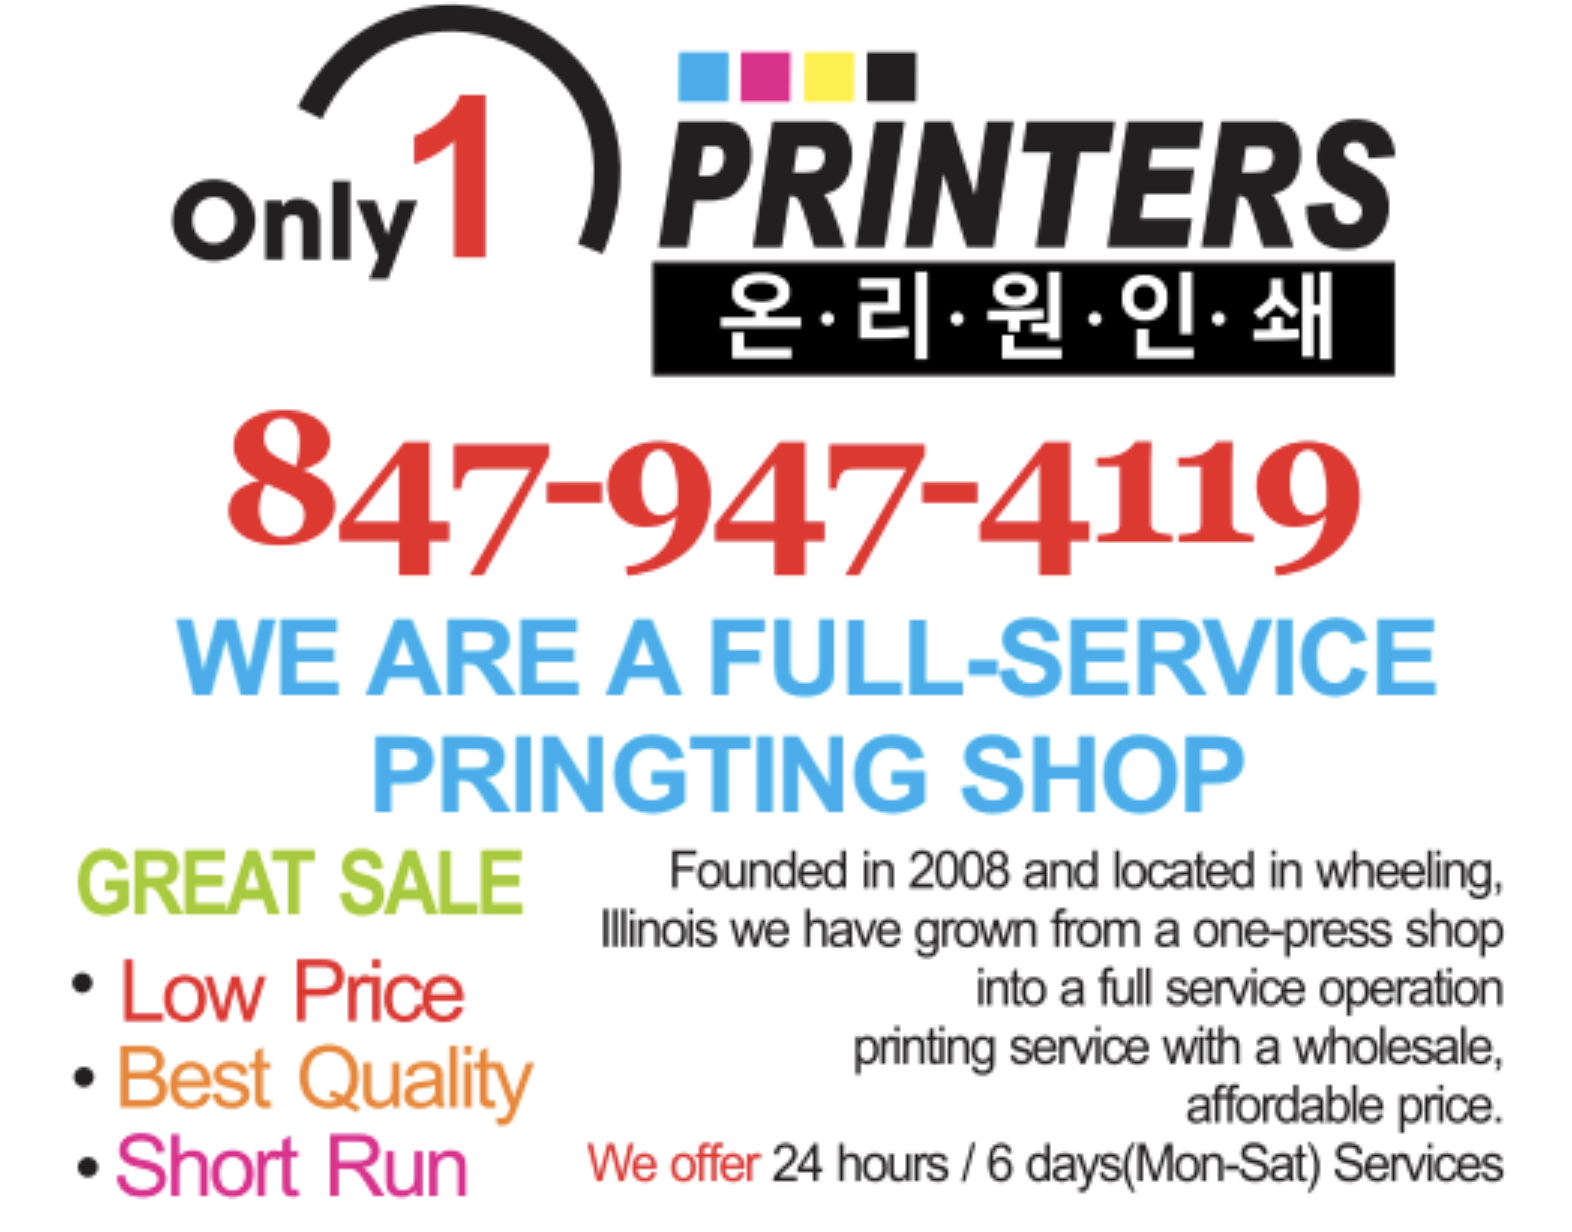 Only 1
PRINTERS
온·리·원·인·쇄
847-947-4119
WE ARE A FULL-SERVICE
PRINGTING SHOP
GREAT SALE
• Low Price
• Best Quality
• Short Run
Founded in 2008 and located in wheeling,
Illinois we have grown from a one-press shop
into a full service operation
printing service with a wholesale,
affordable price.
We offer 24 hours / 6 days(Mon-Sat) Services